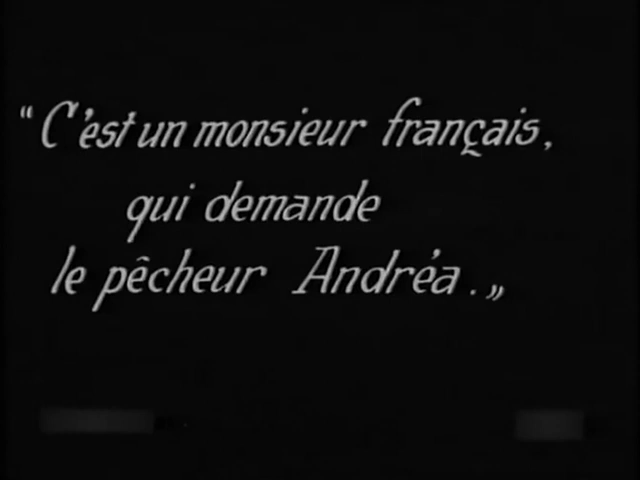 “C'est un monsieur français,
qui demande
le pêcheur Andréa.„